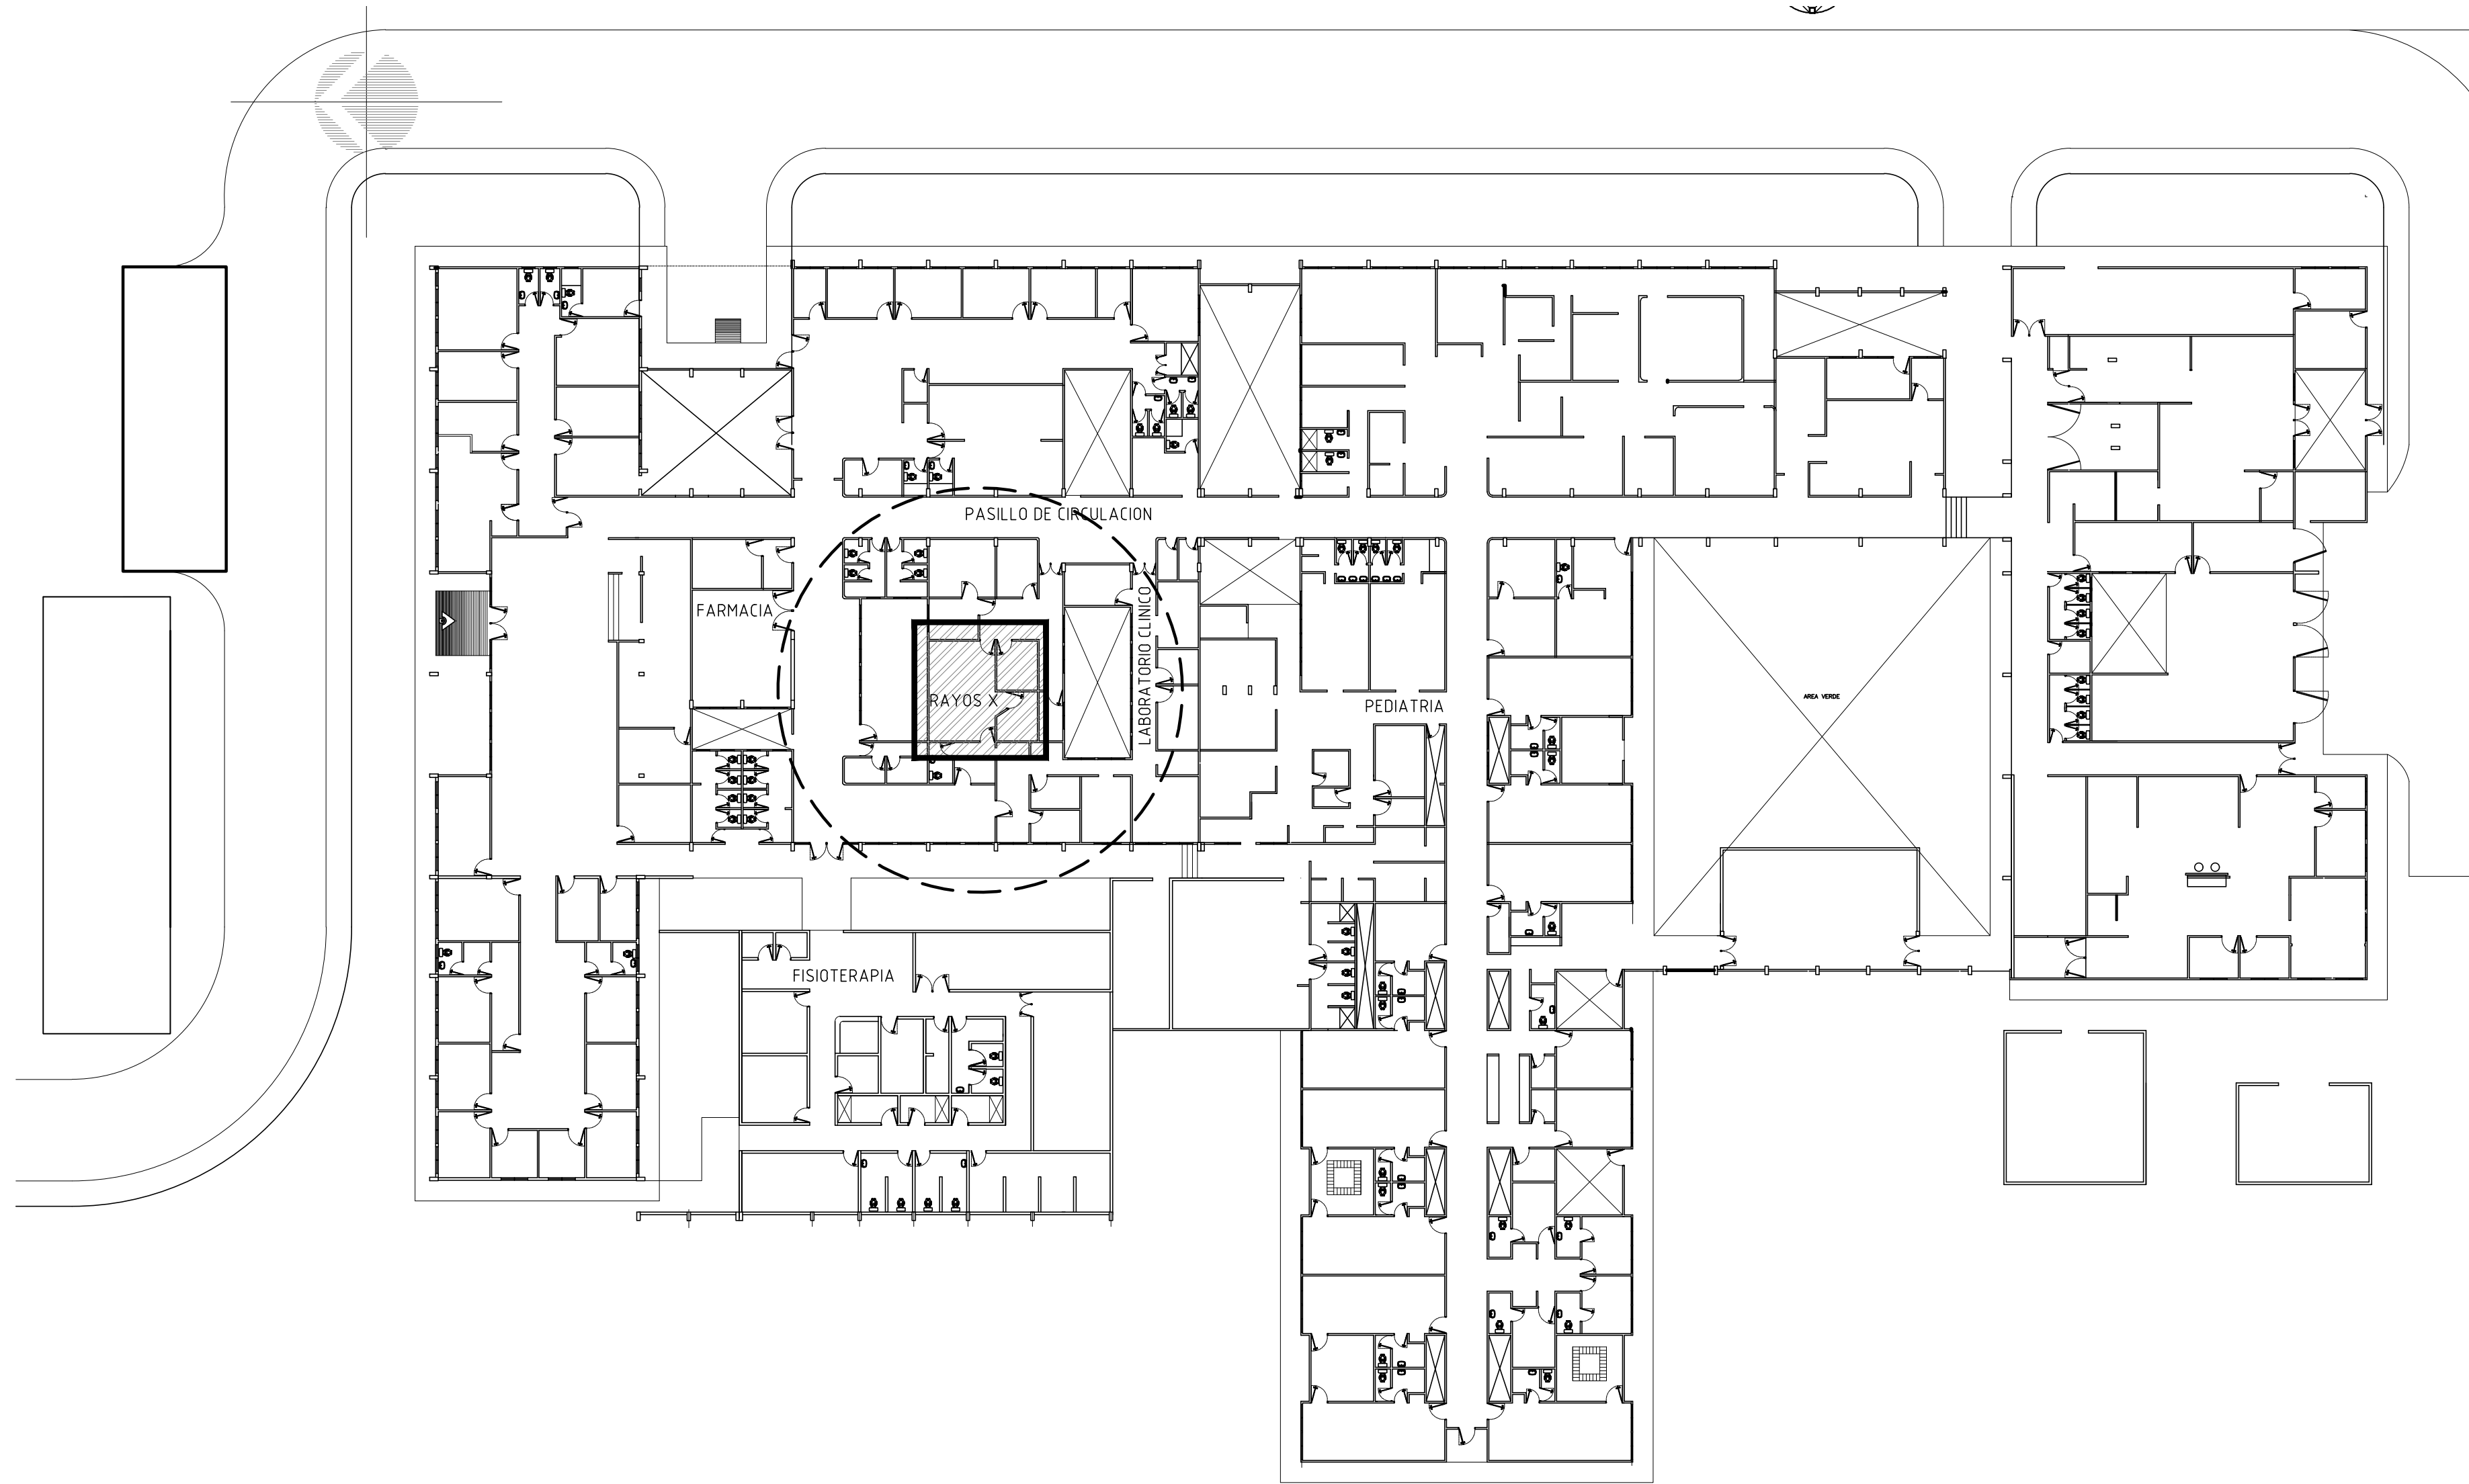 PASILLO DE CIRCULACION
FARMACIA
LABORATORIO CLINICO
RAYOS X
PEDIATRIA
AREA VERDE
FISIOTERAPIA